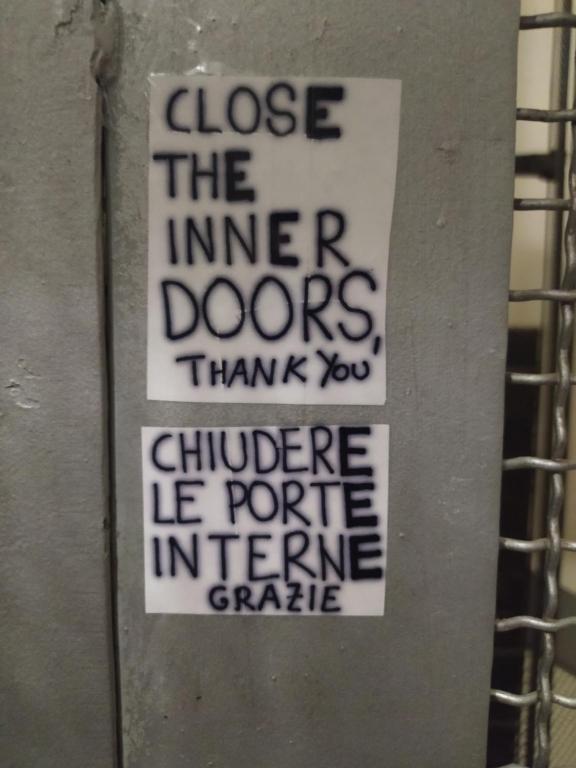 CLOSE
THE
INNER
DOORS,
THANK YOU
CHIUDERE
LE PORTE
INTERNE
GRAZIE